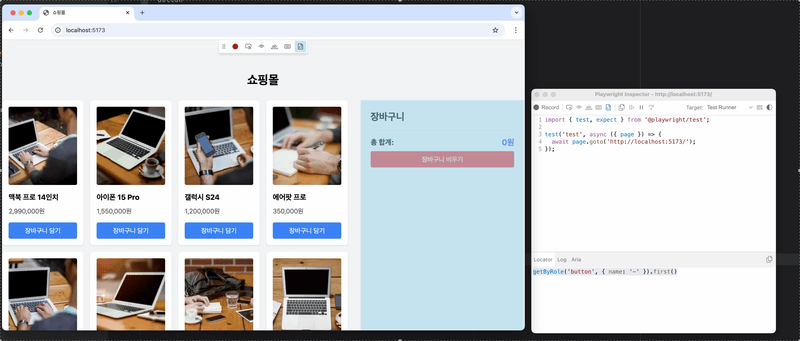 쇼핑몰
localhost:5173
쇼핑몰
맥북 프로 14인치
2,990,000원
장바구니 담기
아이폰 15 Pro
1,550,000원
장바구니 담기
갤럭시 S24
1,200,000원
장바구니 담기
에어팟 프로
350,000원
장바구니 담기
장바구니
총 합계:
0원
장바구니 비우기
Playwright Inspector - http://localhost:5173/
Record
Target:
Test Runner
1 import { test, expect } from '@playwright/test';
2
3 test('test', async ({ page }) => {
4 await page.goto('http://localhost:5173/');
5 });
Locator
Log
Aria
getByRole('button', { name: '-' }).first()